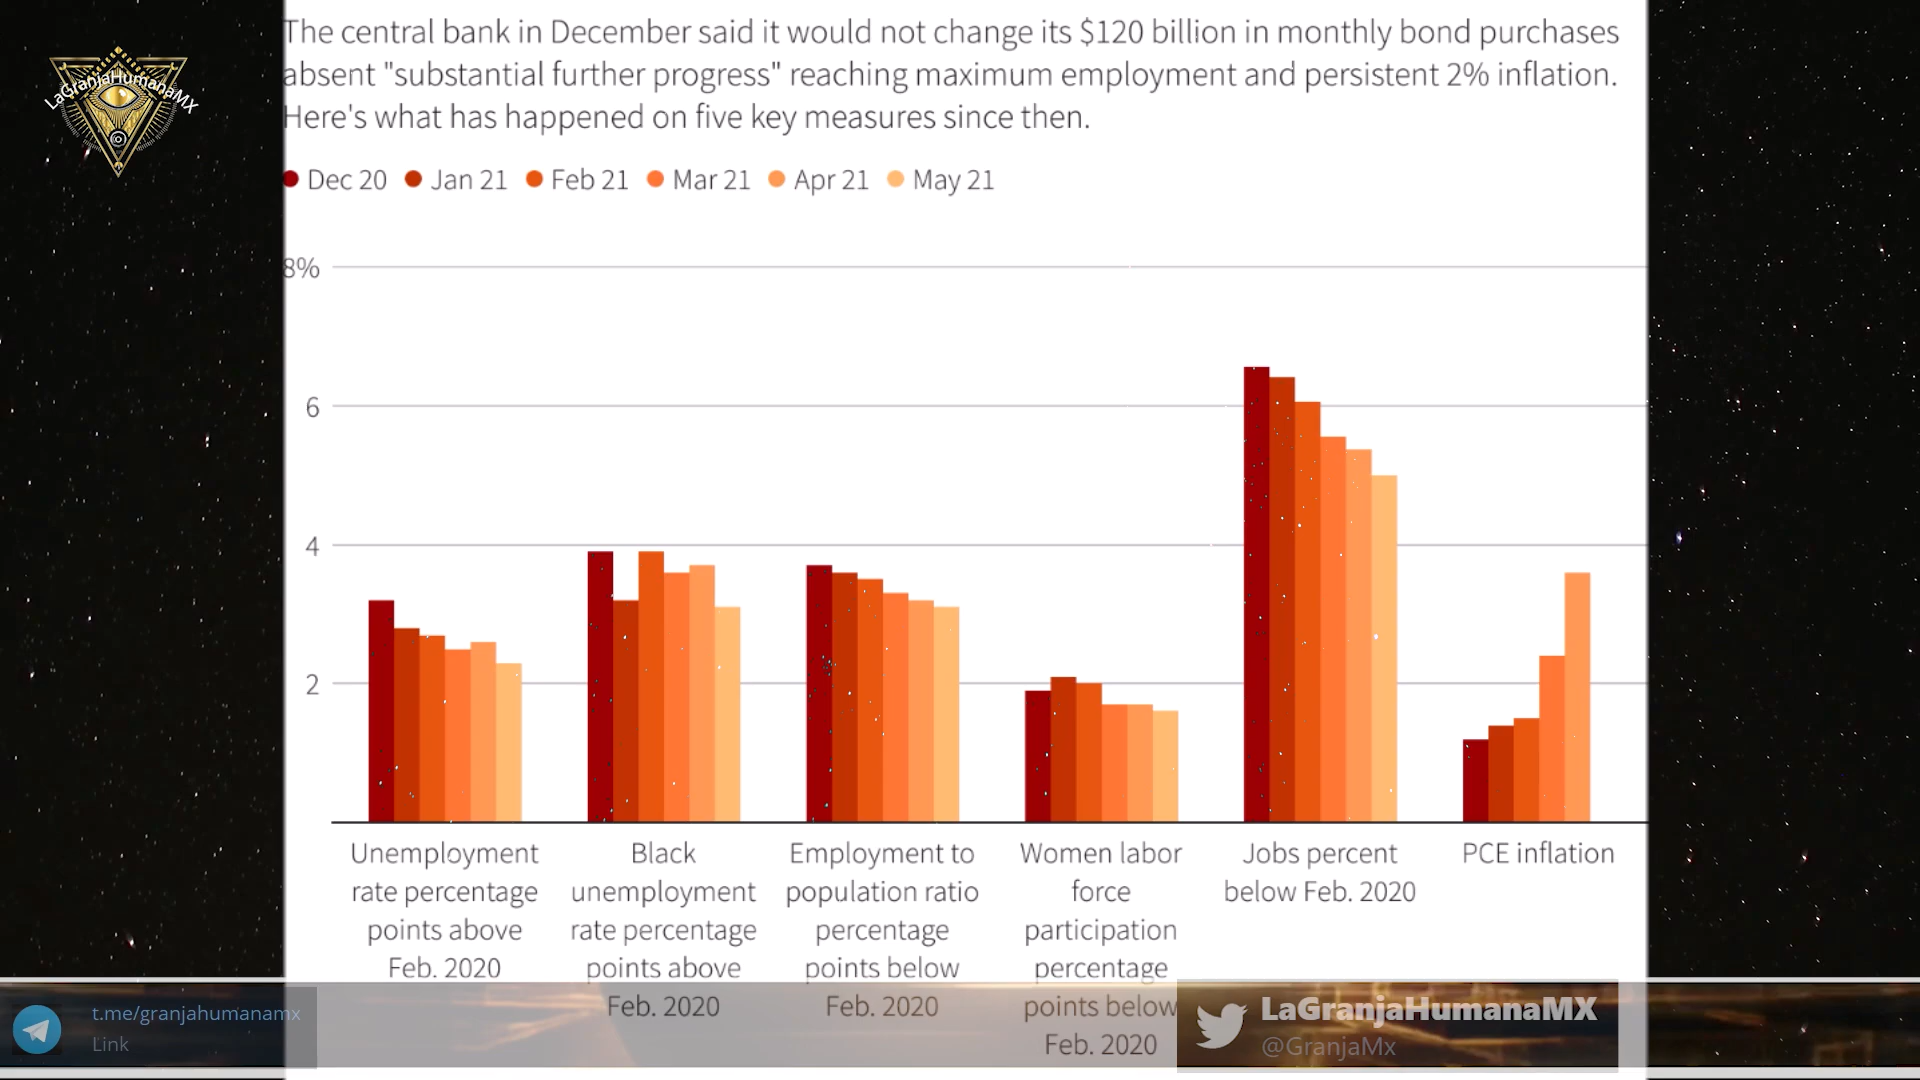 The central bank in December said it would not change its $120 billion in monthly bond purchases
absent "substantial further progress" reaching maximum employment and persistent 2% inflation.
Here's what has happened on five key measures since then.
LaGranjaHumanaMX
Dec 20 Jan 21 Feb 21 Mar 21 Apr 21 May 21
8%
6
4
2
Unemployment
rate percentage
points above
Feb. 2020
Black
unemployment
rate percentage
points above
Feb. 2020
Employment to
population ratio
percentage
points below
Feb. 2020
Women labor
force
participation
percentage
points below
Feb. 2020
Jobs percent
below Feb. 2020
PCE inflation
t.me/granjahumanamx
Link
LaGranjaHumanaMX
@GranjaMx